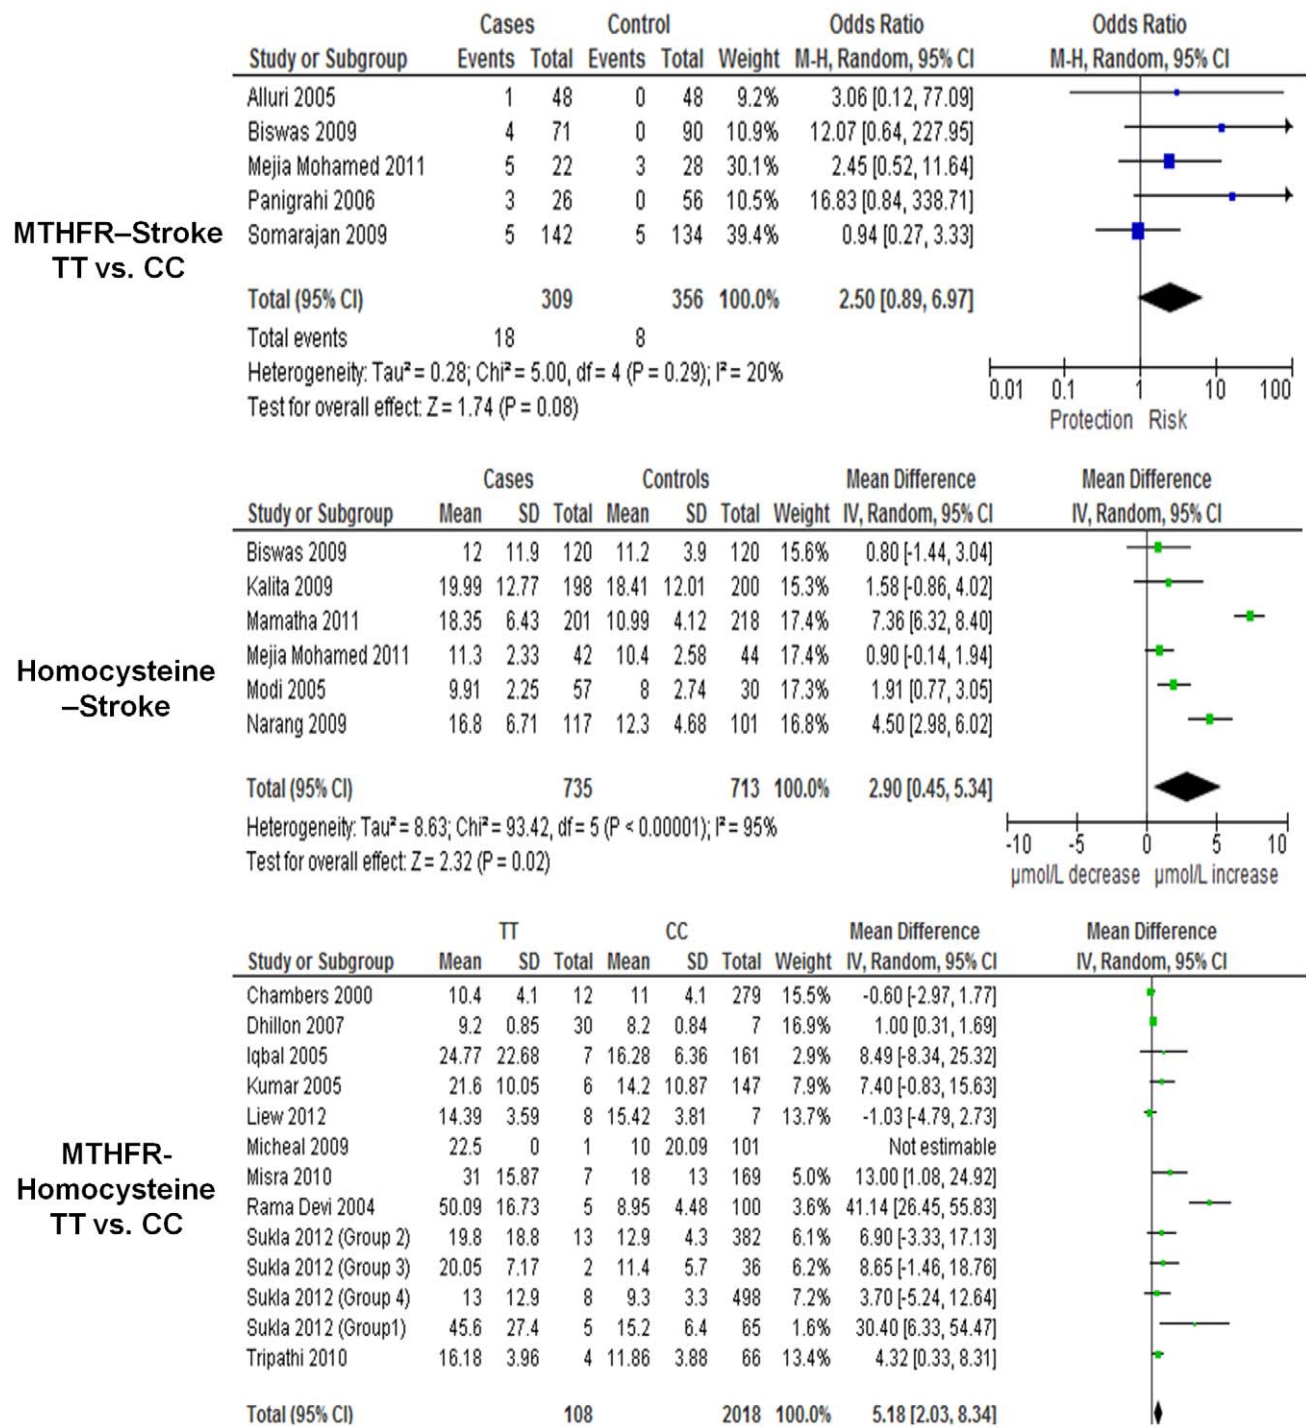 MTHFR–Stroke
TT vs. CC
Cases Control Odds Ratio Odds Ratio
Study or Subgroup Events Total Events Total Weight M-H, Random, 95% CI M-H, Random, 95% CI
Alluri 2005 1 48 0 48 9.2% 3.06 [0.12, 77.09]
Biswas 2009 4 71 0 90 10.9% 12.07 [0.64, 227.95]
Mejia Mohamed 2011 5 22 3 28 30.1% 2.45 [0.52, 11.64]
Panigrahi 2006 3 26 0 56 10.5% 16.83 [0.84, 338.71]
Somarajan 2009 5 142 5 134 39.4% 0.94 [0.27, 3.33]
Total (95% CI) 309 356 100.0% 2.50 [0.89, 6.97]
Total events 18 8
Heterogeneity: Tau² = 0.28; Chi² = 5.00, df = 4 (P = 0.29); I² = 20%
Test for overall effect: Z = 1.74 (P = 0.08)
0.01 0.1 1 10 100
Protection Risk
Homocysteine
–Stroke
Cases Controls Mean Difference Mean Difference
Study or Subgroup Mean SD Total Mean SD Total Weight IV, Random, 95% CI IV, Random, 95% CI
Biswas 2009 12 11.9 120 11.2 3.9 120 15.6% 0.80 [-1.44, 3.04]
Kalita 2009 19.99 12.77 198 18.41 12.01 200 15.3% 1.58 [-0.86, 4.02]
Mamatha 2011 18.35 6.43 201 10.99 4.12 218 17.4% 7.36 [6.32, 8.40]
Mejia Mohamed 2011 11.3 2.33 42 10.4 2.58 44 17.4% 0.90 [-0.14, 1.94]
Modi 2005 9.91 2.25 57 8 2.74 30 17.3% 1.91 [0.77, 3.05]
Narang 2009 16.8 6.71 117 12.3 4.68 101 16.8% 4.50 [2.98, 6.02]
Total (95% CI) 735 713 100.0% 2.90 [0.45, 5.34]
Heterogeneity: Tau² = 8.63; Chi² = 93.42, df = 5 (P < 0.00001); I² = 95%
Test for overall effect: Z = 2.32 (P = 0.02)
-10 -5 0 5 10
µmol/L decrease µmol/L increase
MTHFR-
Homocysteine
TT vs. CC
TT CC Mean Difference Mean Difference
Study or Subgroup Mean SD Total Mean SD Total Weight IV, Random, 95% CI IV, Random, 95% CI
Chambers 2000 10.4 4.1 12 11 4.1 279 15.5% -0.60 [-2.97, 1.77]
Dhillon 2007 9.2 0.85 30 8.2 0.84 7 16.9% 1.00 [0.31, 1.69]
Iqbal 2005 24.77 22.68 7 16.28 6.36 161 2.9% 8.49 [-8.34, 25.32]
Kumar 2005 21.6 10.05 6 14.2 10.87 147 7.9% 7.40 [-0.83, 15.63]
Liew 2012 14.39 3.59 8 15.42 3.81 7 13.7% -1.03 [-4.79, 2.73]
Micheal 2009 22.5 0 1 10 20.09 101 Not estimable
Misra 2010 31 15.87 7 18 13 169 5.0% 13.00 [1.08, 24.92]
Rama Devi 2004 50.09 16.73 5 8.95 4.48 100 3.6% 41.14 [26.45, 55.83]
Sukla 2012 (Group 2) 19.8 18.8 13 12.9 4.3 382 6.1% 6.90 [-3.33, 17.13]
Sukla 2012 (Group 3) 20.05 7.17 2 11.4 5.7 36 6.2% 8.65 [-1.46, 18.76]
Sukla 2012 (Group 4) 13 12.9 8 9.3 3.3 498 7.2% 3.70 [-5.24, 12.64]
Sukla 2012 (Group1) 45.6 27.4 5 15.2 6.4 65 1.6% 30.40 [6.33, 54.47]
Tripathi 2010 16.18 3.96 4 11.86 3.88 66 13.4% 4.32 [0.33, 8.31]
Total (95% CI) 108 2018 100.0% 5.18 [2.03, 8.34]